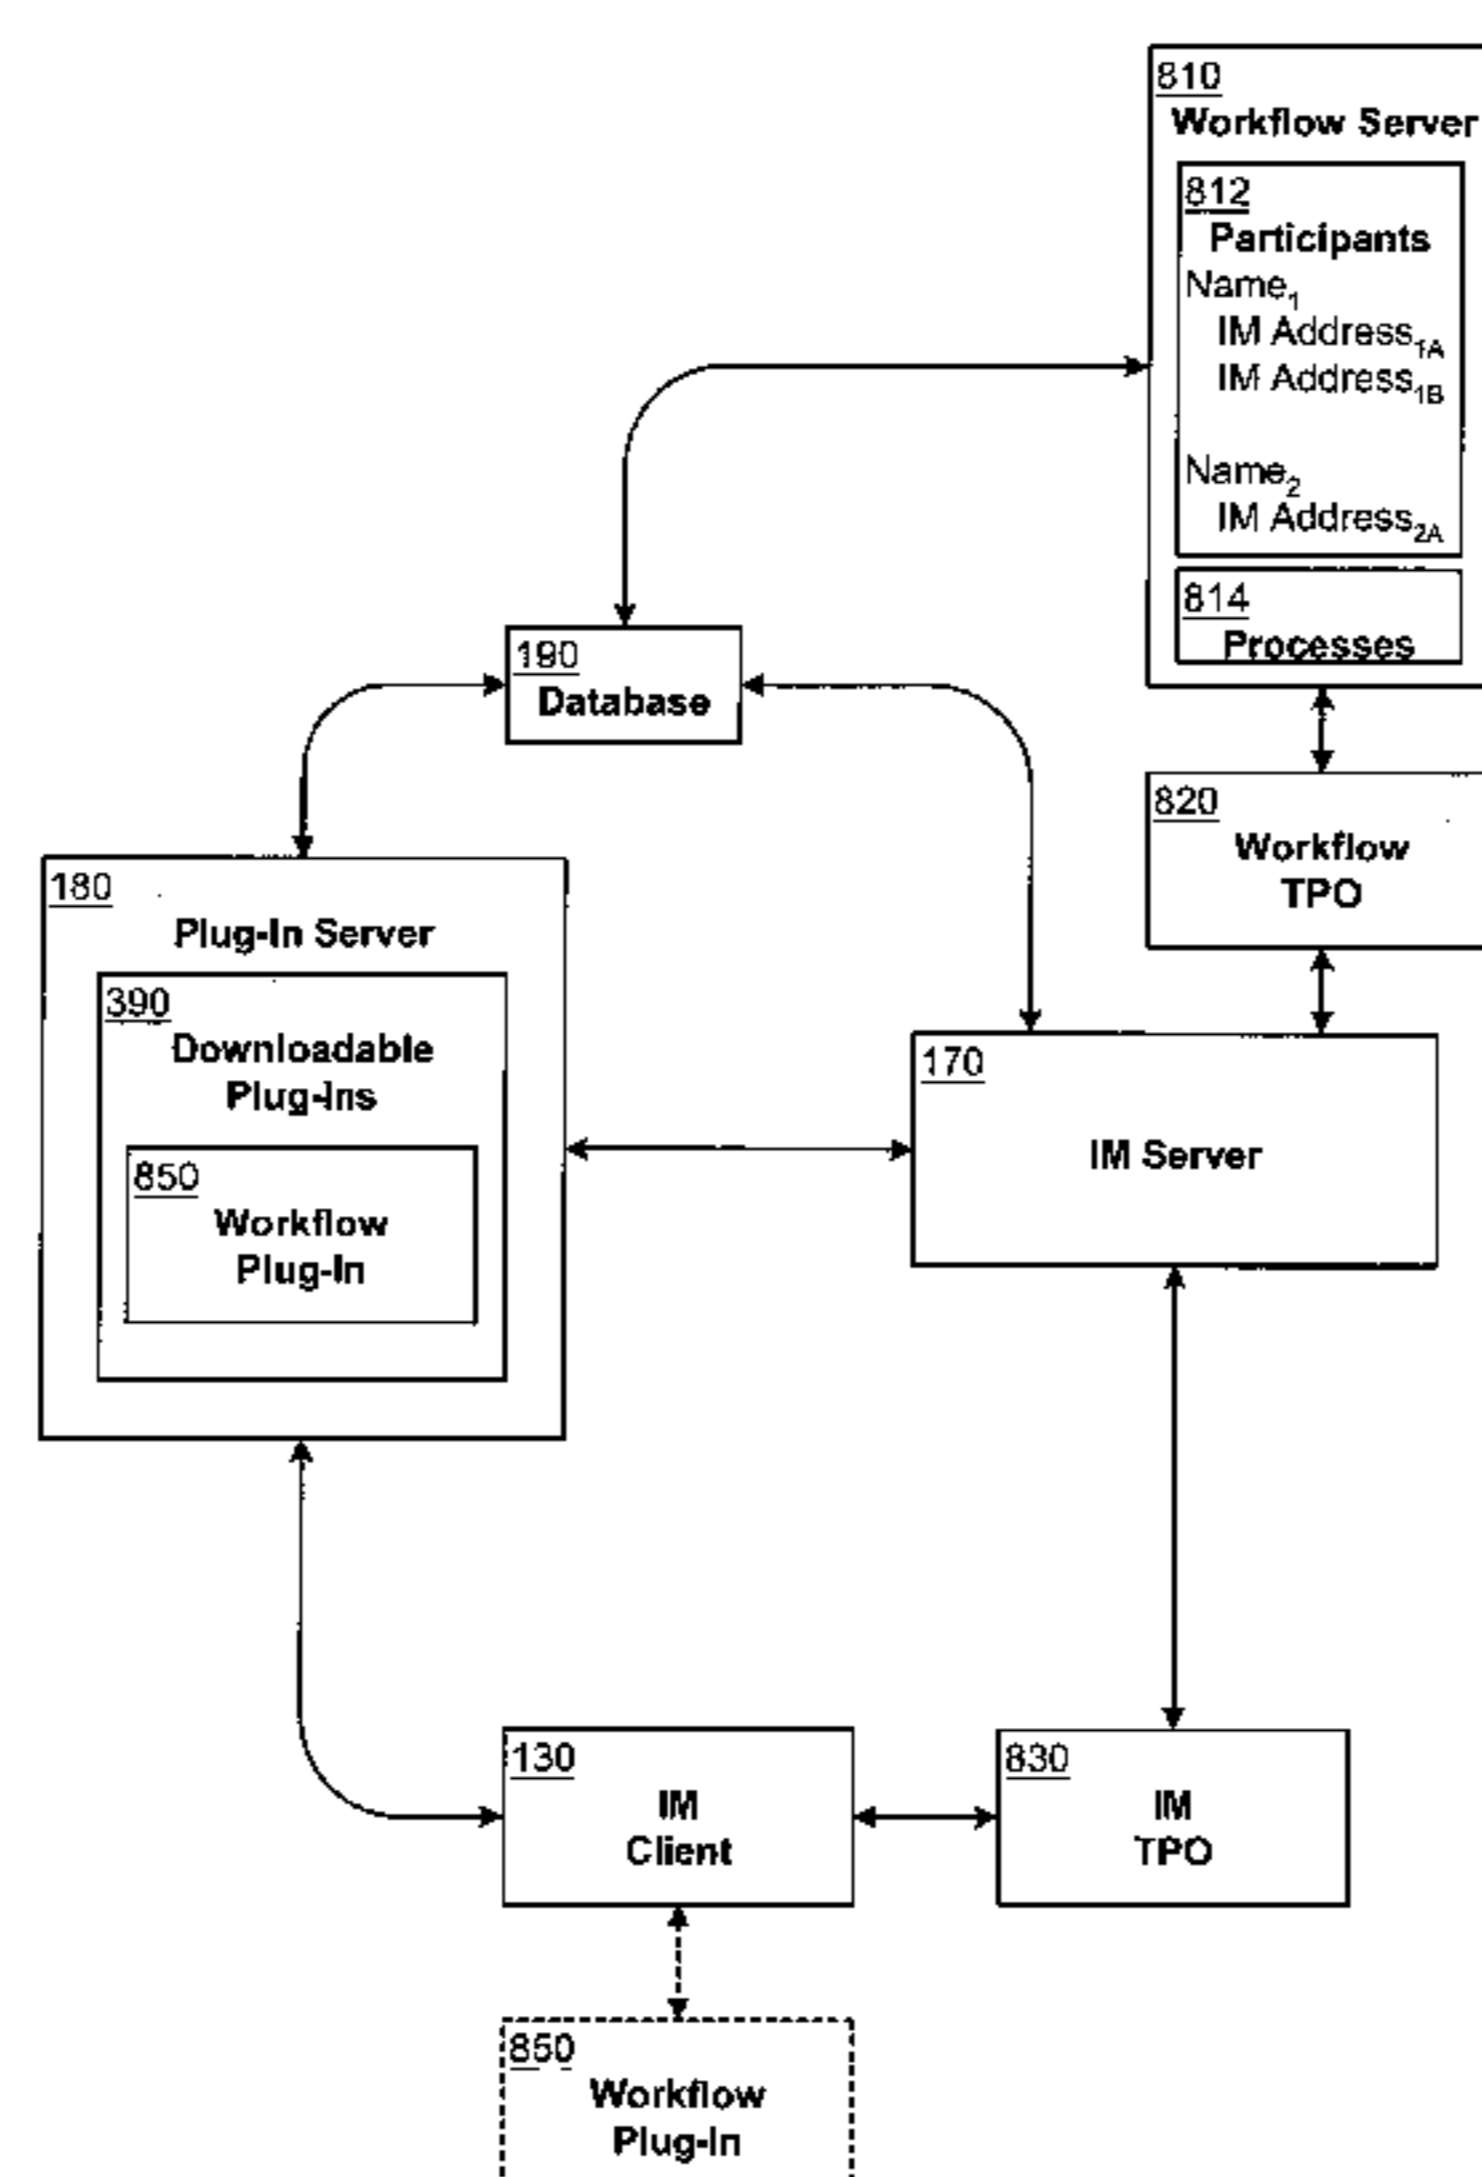 810
Workflow Server
812
Participants
Name1
IM Address1A
IM Address1B
Name2
IM Address2A
814
Processes
190
Database
820
Workflow
TPO
180
Plug-In Server
390
Downloadable
Plug-Ins
850
Workflow
Plug-In
170
IM Server
130
IM
Client
830
IM
TPO
850
Workflow
Plug-In